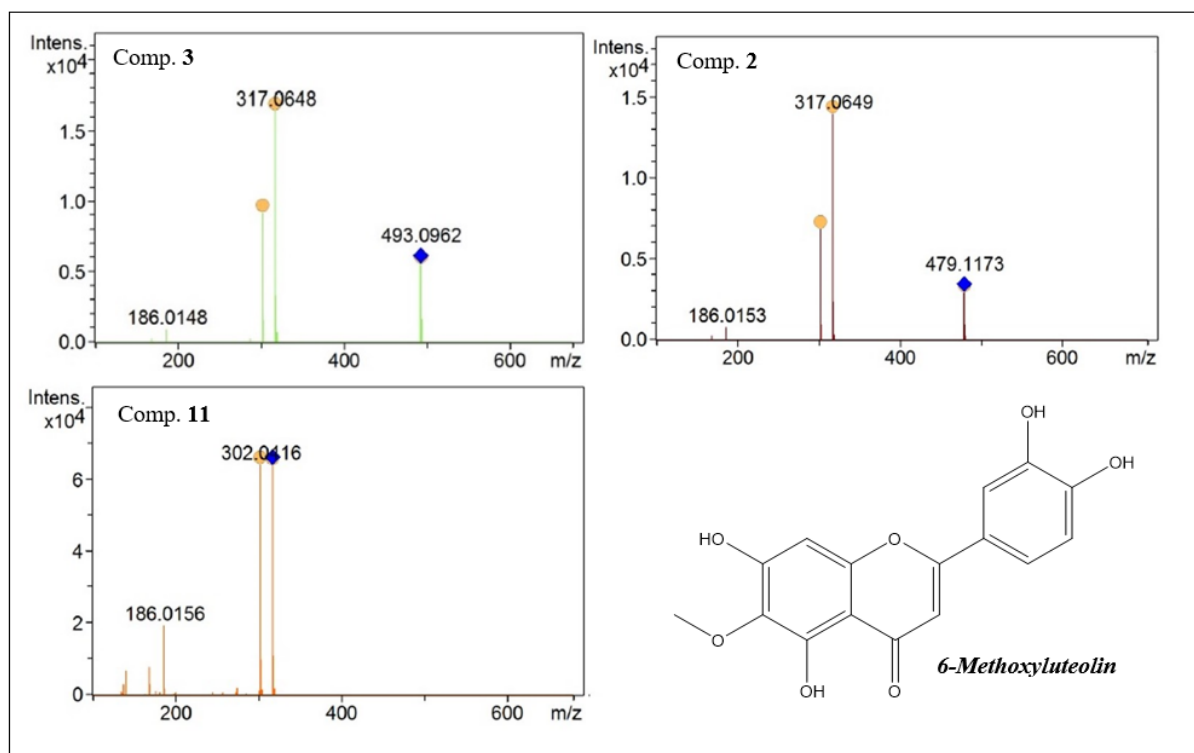 Intens.
x10⁴
Comp. 3
317.0648
1.5
1.0
493.0962
0.5
186.0148
0.0
200
400
600
m/z
Intens.
x10⁴
Comp. 2
1.5
317.0649
1.0
479.1173
0.5
186.0153
0
200
400
600
m/z
Intens.
x10⁴
Comp. 11
302.0416
6
4
186.0156
2
0
200
400
600
m/z
OH
OH
HO
O
O
OH
O
6-Methoxyluteolin